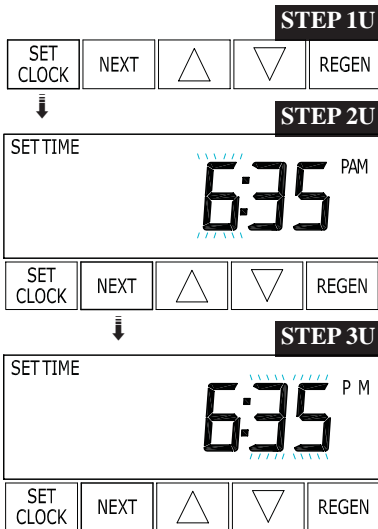 STEP 1U
SET CLOCK NEXT REGEN
STEP 2U
SET TIME
6:35 PAM
SET CLOCK NEXT REGEN
STEP 3U
SET TIME
6:35 P M
SET CLOCK NEXT REGEN